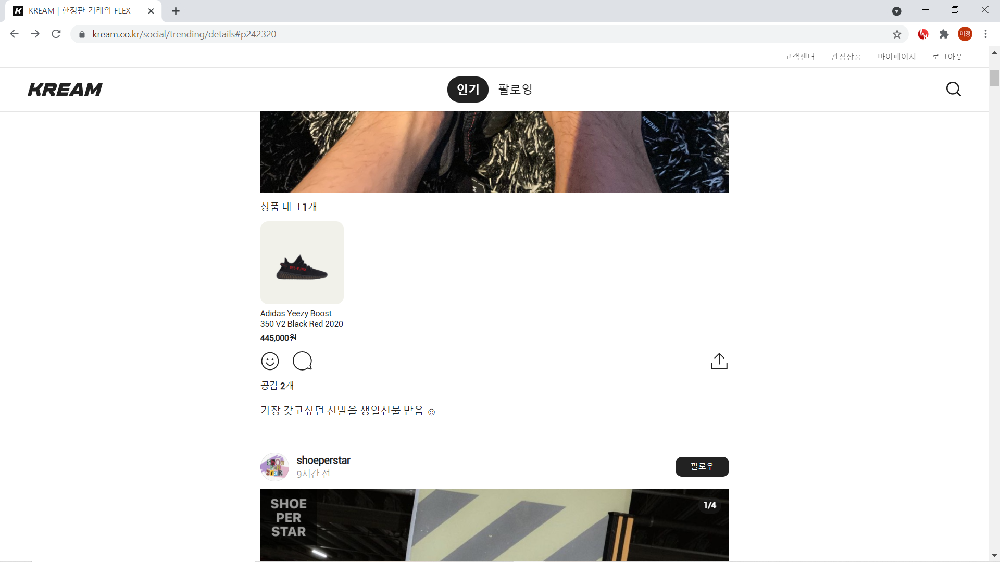 KREAM | 한정판 거래의 FLEX
kream.co.kr/social/trending/details#p242320
미정
고객센터 관심상품 마이페이지 로그아웃
KREAM 인기 팔로잉
KREAM
상품 태그 1개
Adidas Yeezy Boost
350 V2 Black Red 2020
445,000원
공감 2개
가장 갖고싶던 신발을 생일선물 받음 ☺
shoeperstar
9시간 전
팔로우
SHOE
PER
STAR
1/4